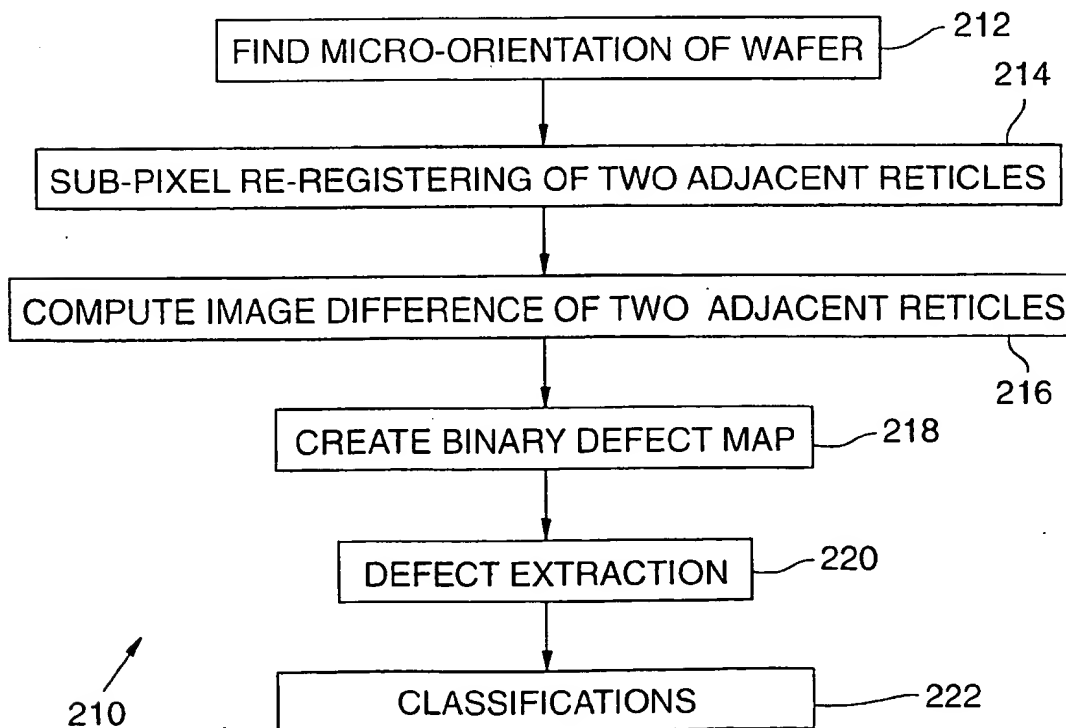 FIND MICRO-ORIENTATION OF WAFER
212
214
SUB-PIXEL RE-REGISTERING OF TWO ADJACENT RETICLES
COMPUTE IMAGE DIFFERENCE OF TWO ADJACENT RETICLES
216
CREATE BINARY DEFECT MAP
218
DEFECT EXTRACTION
220
CLASSIFICATIONS
222
210